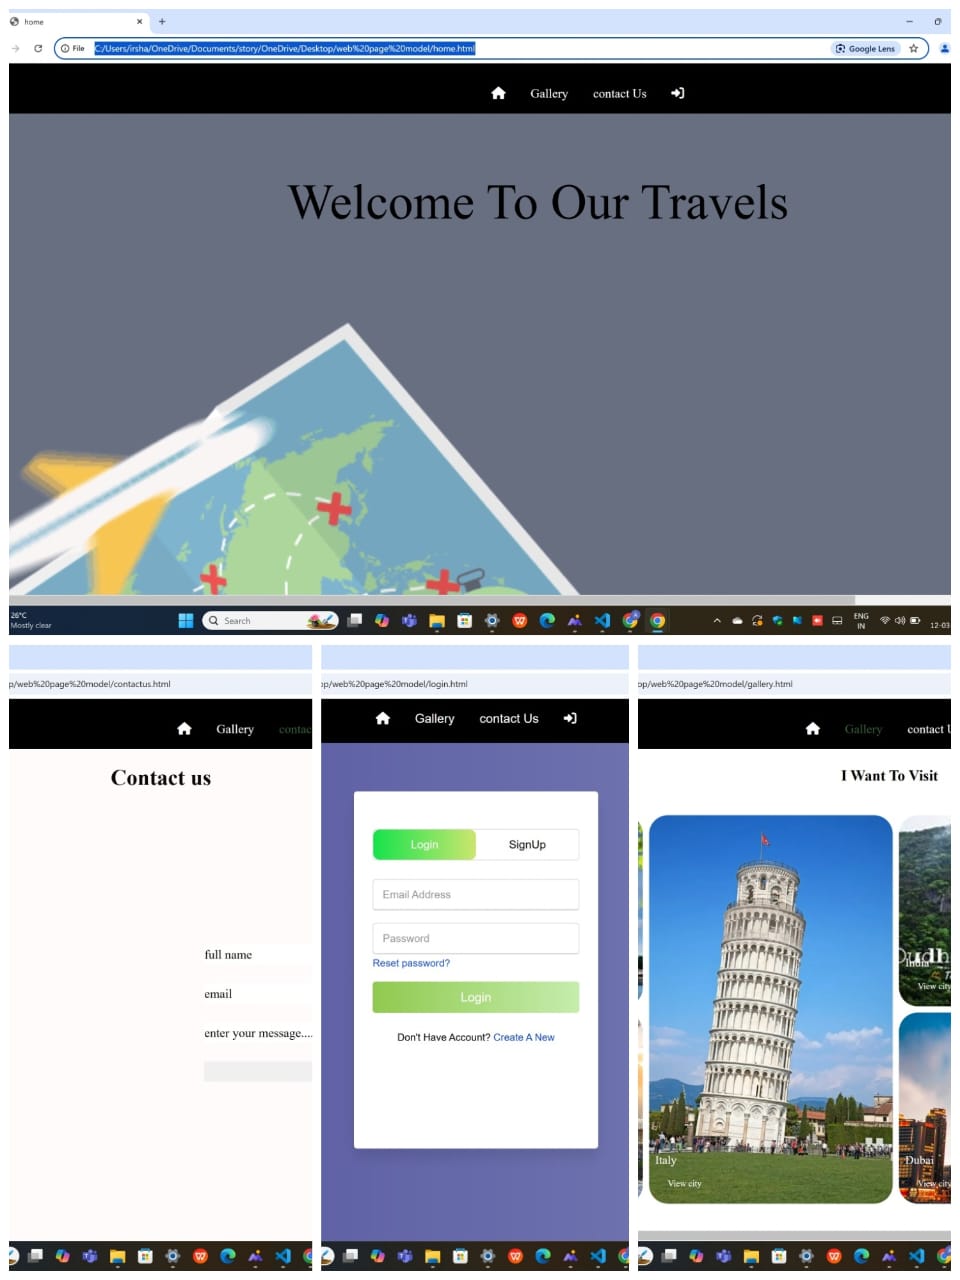 home
File C:/Users/irsha/OneDrive/Documents/story/OneDrive/Desktop/web%20page%20model/home.html Google Lens
Gallery contact Us
Welcome To Our Travels
26°C
Mostly clear
Search
ENG
IN
12-03
p/web%20page%20model/contactus.html
Gallery contac
Contact us
full name
email
enter your message....
op/web%20page%20model/login.html
Gallery contact Us
Login SignUp
Email Address
Password
Reset password?
Login
Don't Have Account? Create A New
op/web%20page%20model/gallery.html
Gallery contact U
I Want To Visit
Italy
View city
India
View city
Dubai
View city